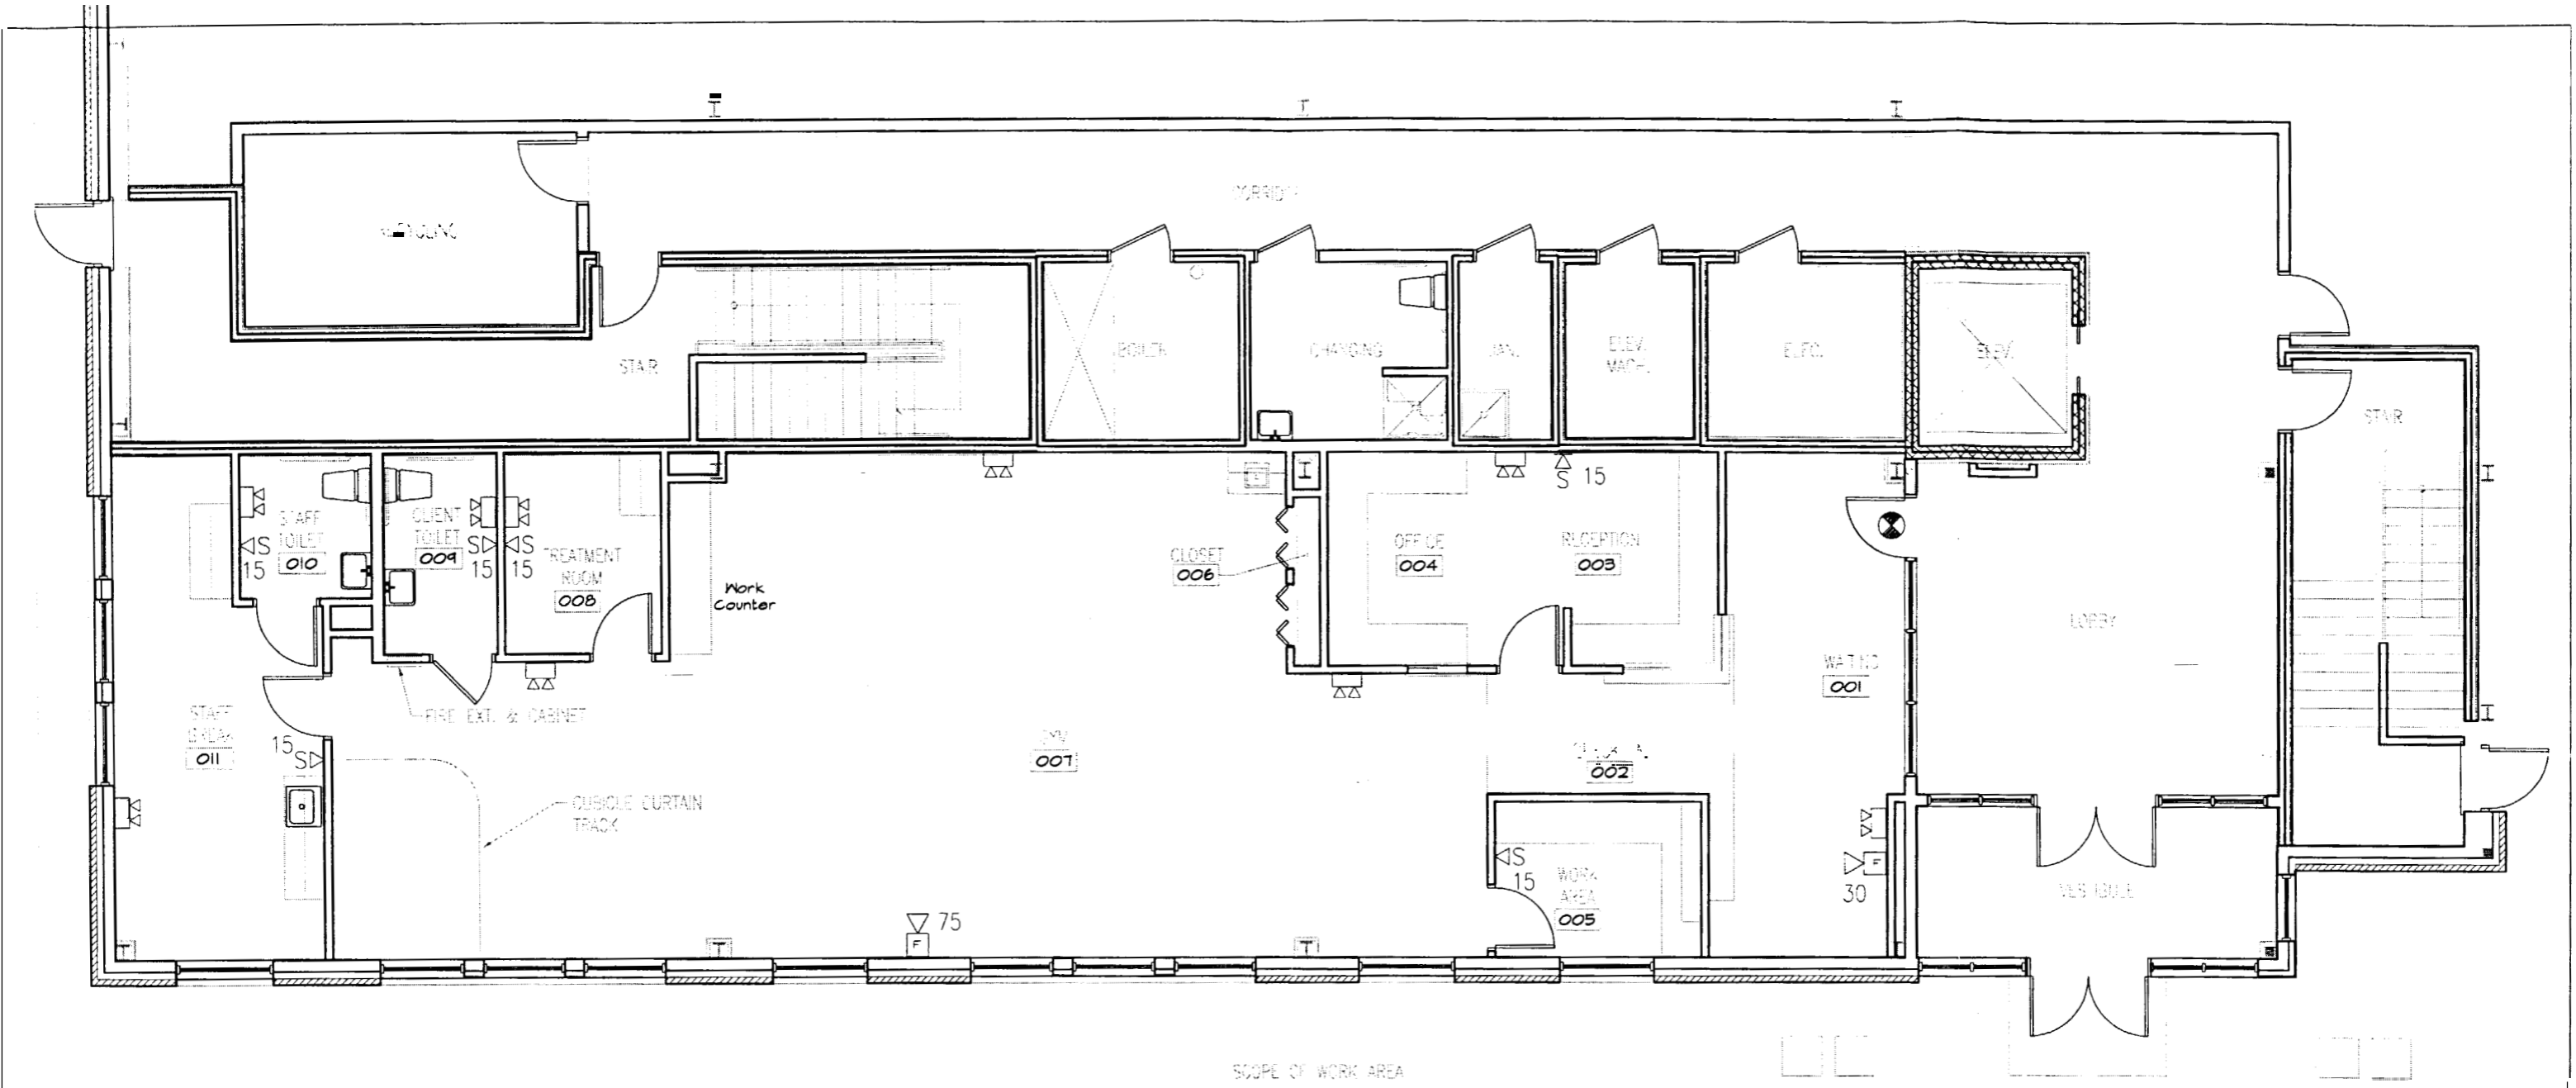 STAIR
BOILER
CHANGING
JAN.
ELEV.
MACH.
ELEC.
ELEV.
STAIR
S 15
STAFF
TOILET
010
S
15
CLIENT
TOILET
009
S
15
S
15
TREATMENT
ROOM
008
Work
Counter
CLOSET
006
OFFICE
004
RECEPTION
003
LOBBY
WAITING
001
FIRE EXT. & CABINET
STAFF
BREAK
011
15
S
GYM
007
002
CUBICLE CURTAIN
TRACK
S
15
WORK
AREA
005
F
30
VESTIBULE
75
F
SCOPE OF WORK AREA